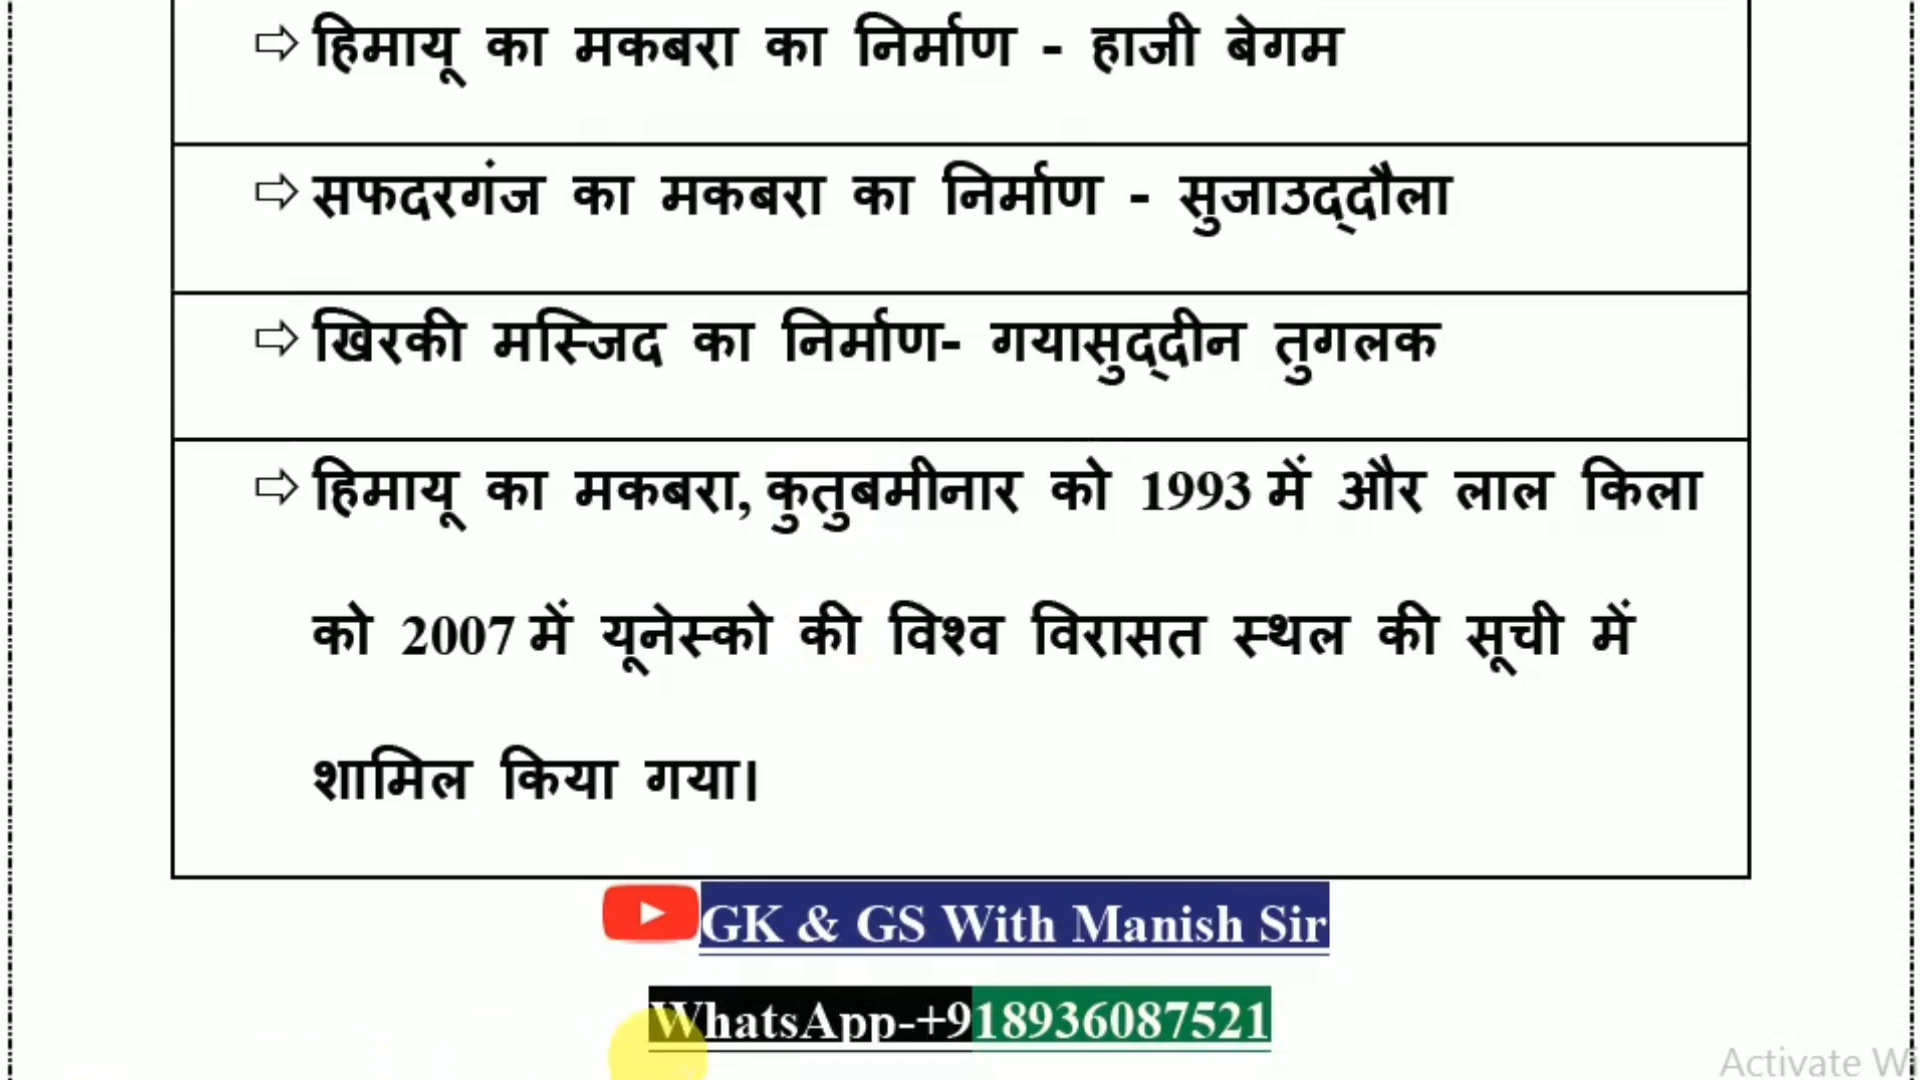 ⇨ हिमायू का मकबरा का निर्माण - हाजी बेगम
⇨ सफदरगंज का मकबरा का निर्माण - सुजाउद्दौला
⇨ खिरकी मस्जिद का निर्माण- गयासुद्दीन तुगलक
⇨ हिमायू का मकबरा, कुतुबमीनार को 1993 में और लाल किला
को 2007 में यूनेस्को की विश्व विरासत स्थल की सूची में
शामिल किया गया।
GK & GS With Manish Sir
WhatsApp-+918936087521
Activate W